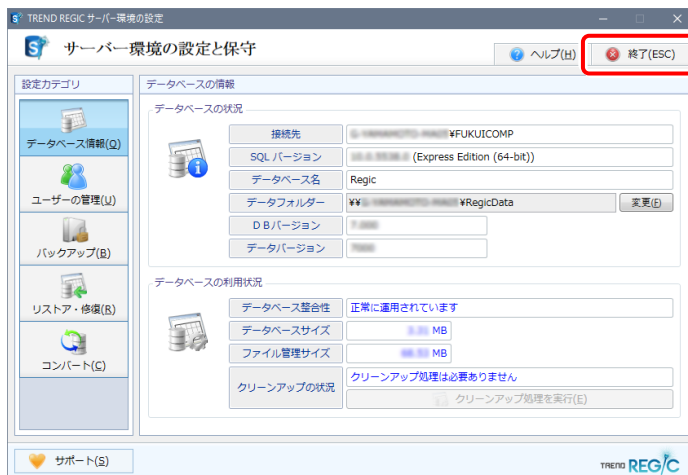 TREND REGIC サーバー環境の設定
サーバー環境の設定と保守
ヘルプ(H)
終了(ESC)
設定カテゴリ
データベース情報(Q)
ユーザーの管理(U)
バックアップ(B)
リストア・修復(R)
コンバート(C)
データベースの情報
データベースの状況
接続先 ¥FUKUICOMP
SQL バージョン (Express Edition (64-bit))
データベース名 Regic
データフォルダー ¥¥ ¥RegicData 変更(F)
DBバージョン
データバージョン
データベースの利用状況
データベース整合性 正常に運用されています
データベースサイズ MB
ファイル管理サイズ MB
クリーンアップの状況 クリーンアップ処理は必要ありません
クリーンアップ処理を実行(E)
サポート(S)
TREND REGIC